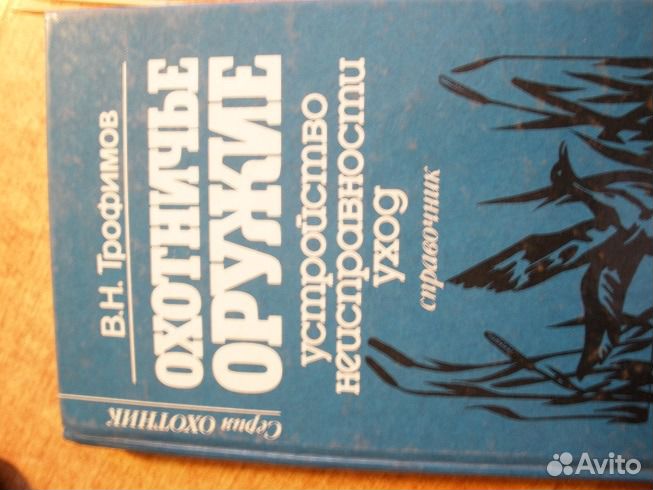 В.Н. Трофимов
ОХОТНИЧЬЕ
ОРУЖИЕ
устройство
неисправности
уход
справочник
Серия ОХОТНИК
Avito